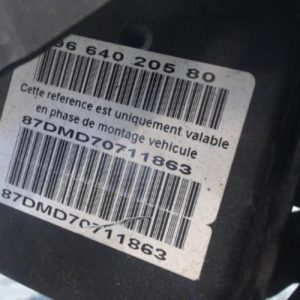 96 640 205 80
Cette reference est uniquement valable
en phase de montage vehicule
87DMD70711863
87DMD70711863